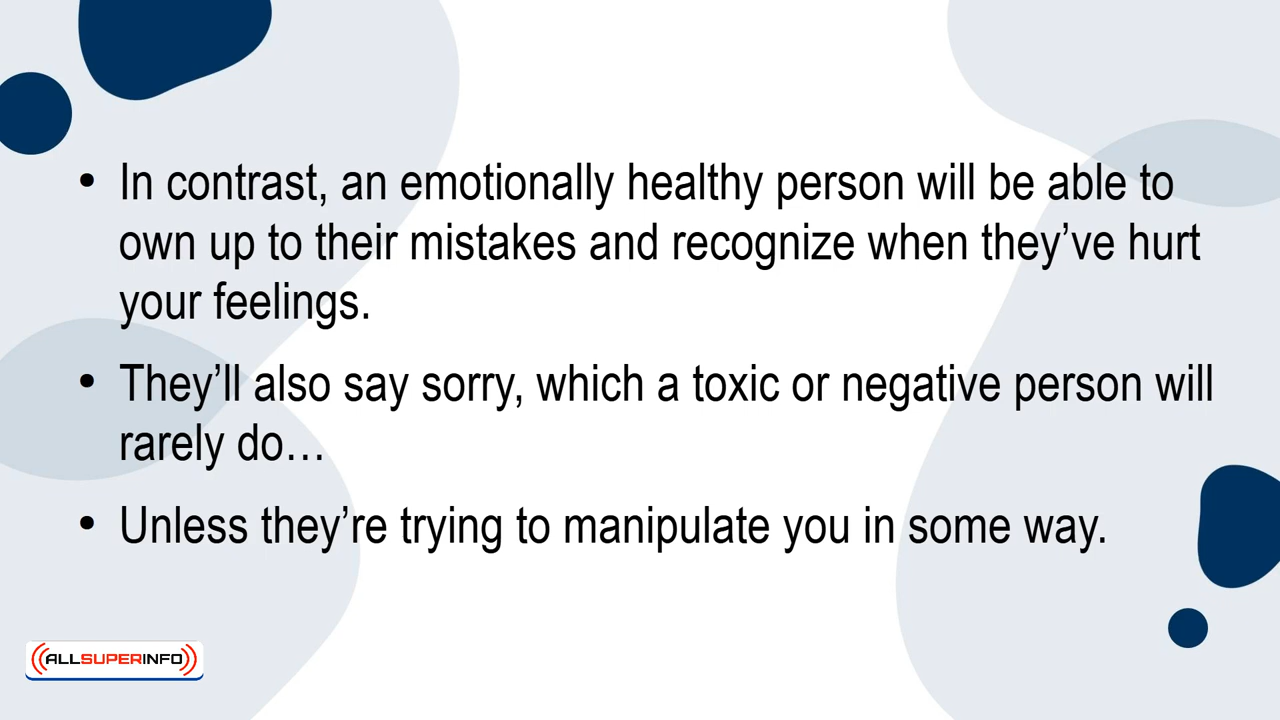 • In contrast, an emotionally healthy person will be able to
own up to their mistakes and recognize when they’ve hurt
your feelings.
• They’ll also say sorry, which a toxic or negative person will
rarely do…
• Unless they’re trying to manipulate you in some way.
ALLSUPERINFO